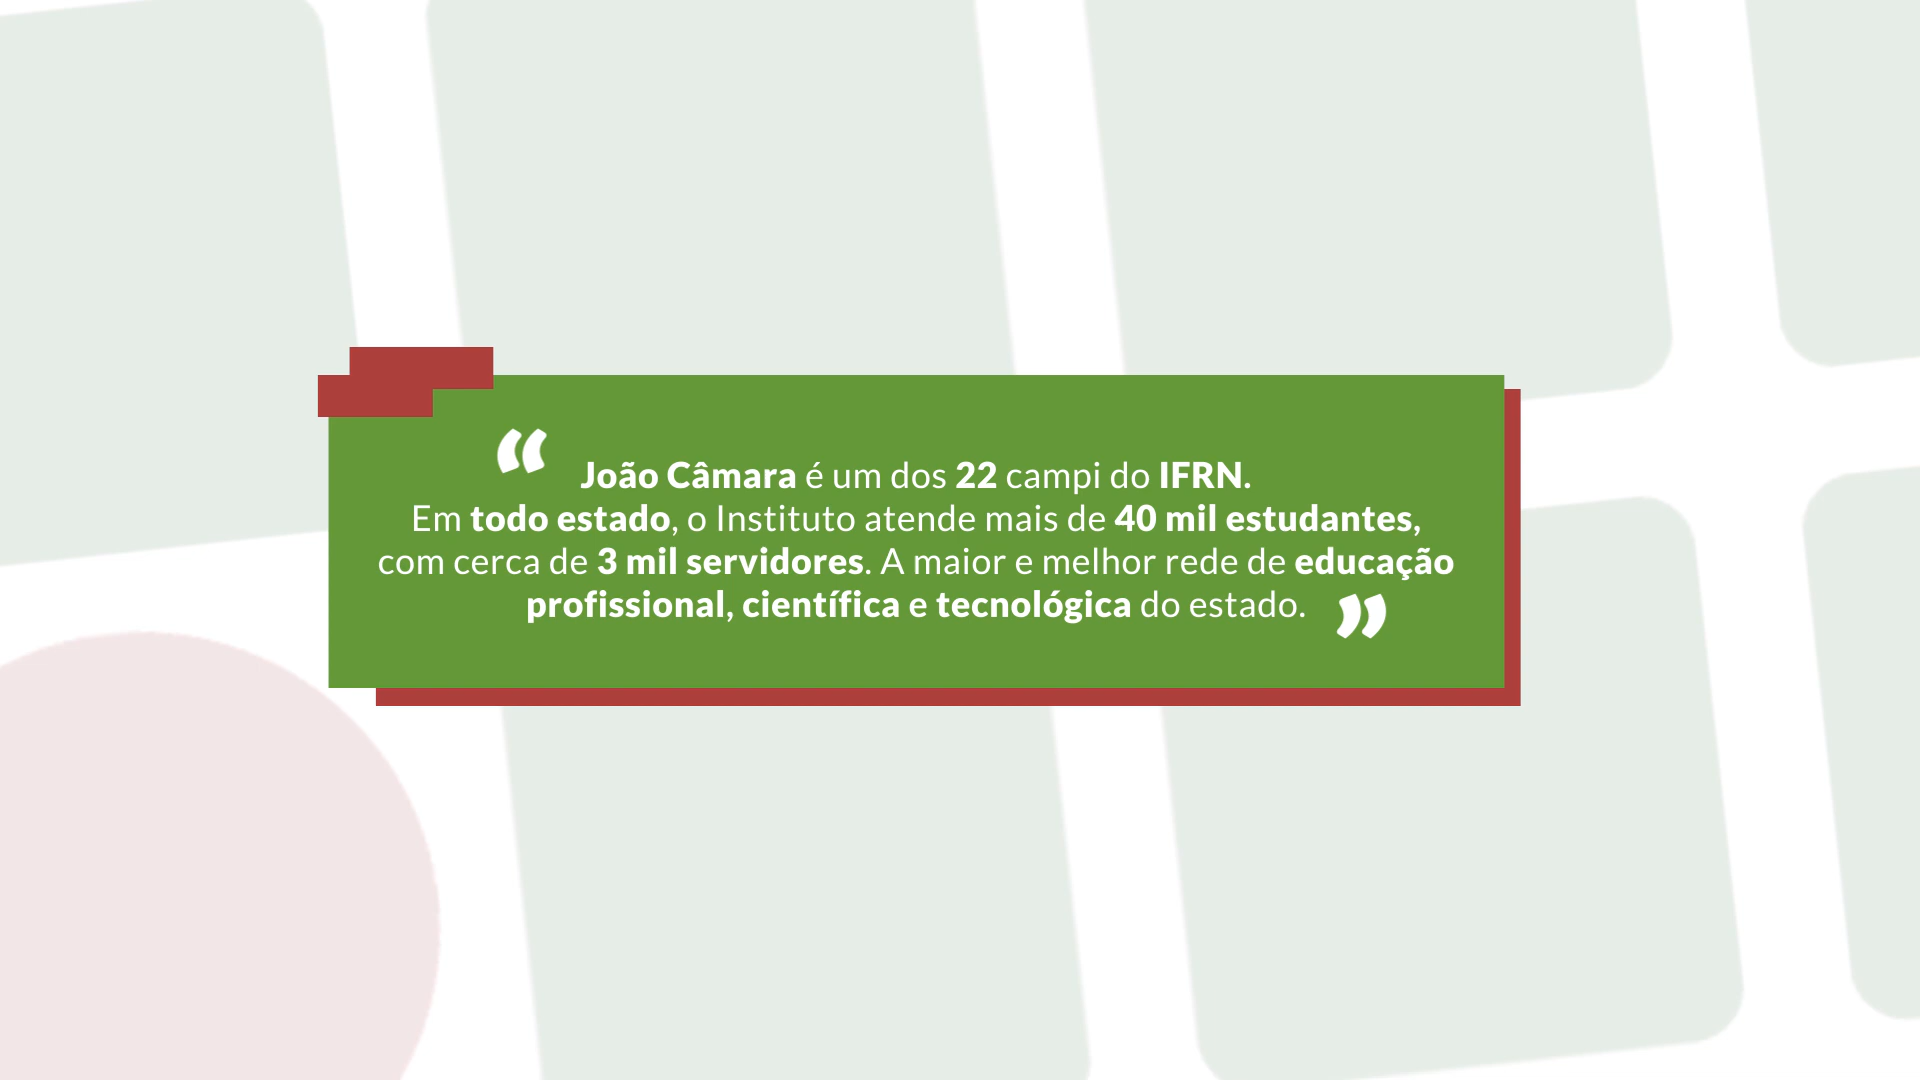 “ João Câmara é um dos 22 campi do IFRN.
Em todo estado, o Instituto atende mais de 40 mil estudantes,
com cerca de 3 mil servidores. A maior e melhor rede de educação
profissional, científica e tecnológica do estado. ”